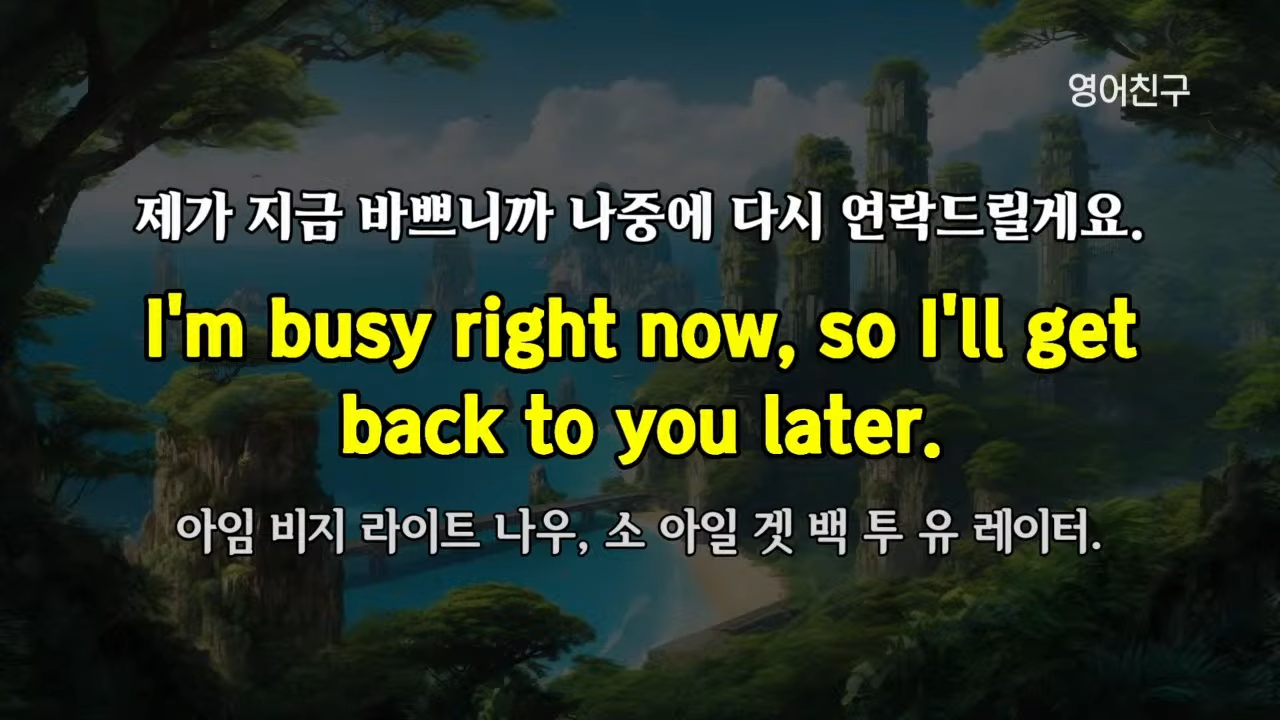 영어친구
제가 지금 바쁘니까 나중에 다시 연락드릴게요.
I'm busy right now, so I'll get
back to you later.
아임 비지 라이트 나우, 소 아일 겟 백 투 유 레이터.